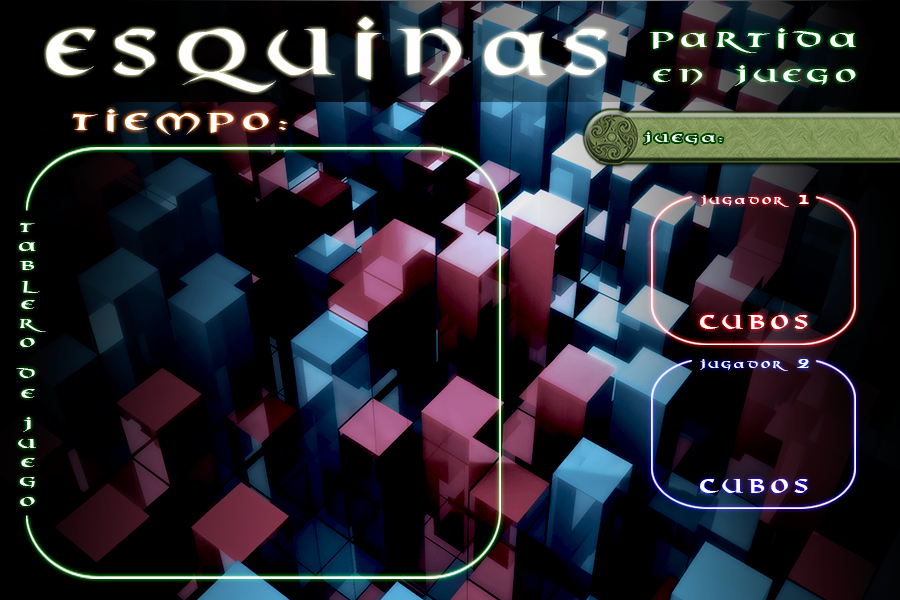 ESQUINAS
PARTIDA
EN JUEGO
TIEMPO:
JUEGA:
TABLERO DE JUEGO
JUGADOR 1
CUBOS
JUGADOR 2
CUBOS